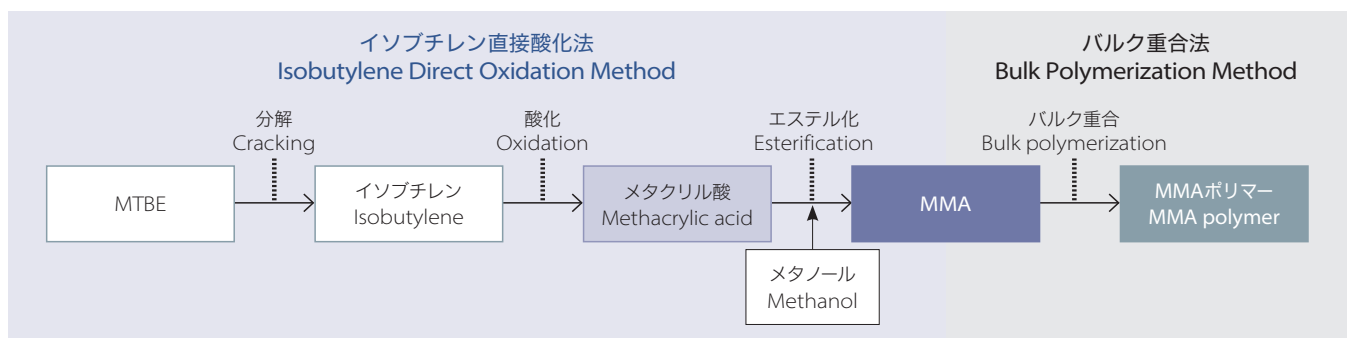 イソブチレン直接酸化法
Isobutylene Direct Oxidation Method
バルク重合法
Bulk Polymerization Method
分解
Cracking
酸化
Oxidation
エステル化
Esterification
バルク重合
Bulk polymerization
MTBE
イソブチレン
Isobutylene
メタクリル酸
Methacrylic acid
MMA
MMAポリマー
MMA polymer
メタノール
Methanol